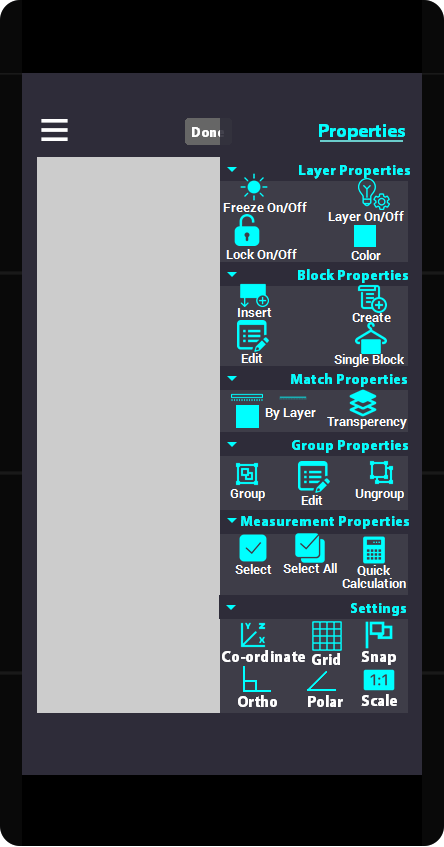 Done
Properties
Layer Properties
Freeze On/Off
Layer On/Off
Lock On/Off
Color
Block Properties
Insert
Create
Edit
Single Block
Match Properties
By Layer
Transperency
Group Properties
Group
Edit
Ungroup
Measurement Properties
Select
Select All
Quick
Calculation
Settings
Y Z
X
Co-ordinate
Grid
Snap
1:1
Ortho
Polar
Scale